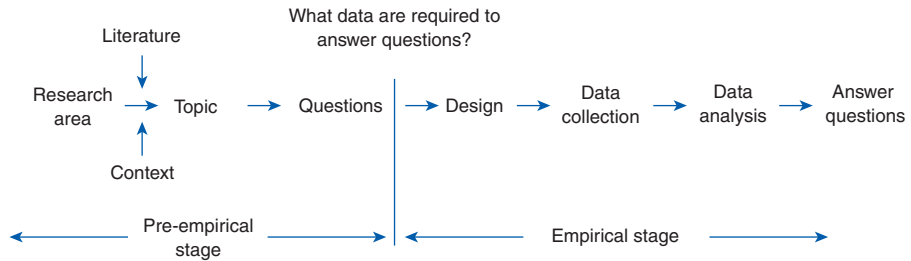 What data are required to
answer questions?
Literature
Research
area
Topic
Questions
Design
Data
collection
Data
analysis
Answer
questions
Context
Pre-empirical
stage
Empirical stage